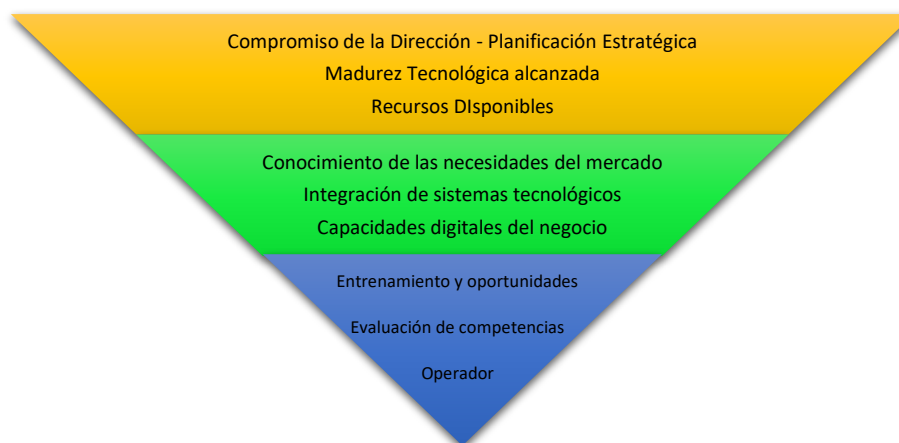 Compromiso de la Dirección - Planificación Estratégica
Madurez Tecnológica alcanzada
Recursos DIsponibles
Conocimiento de las necesidades del mercado
Integración de sistemas tecnológicos
Capacidades digitales del negocio
Entrenamiento y oportunidades
Evaluación de competencias
Operador